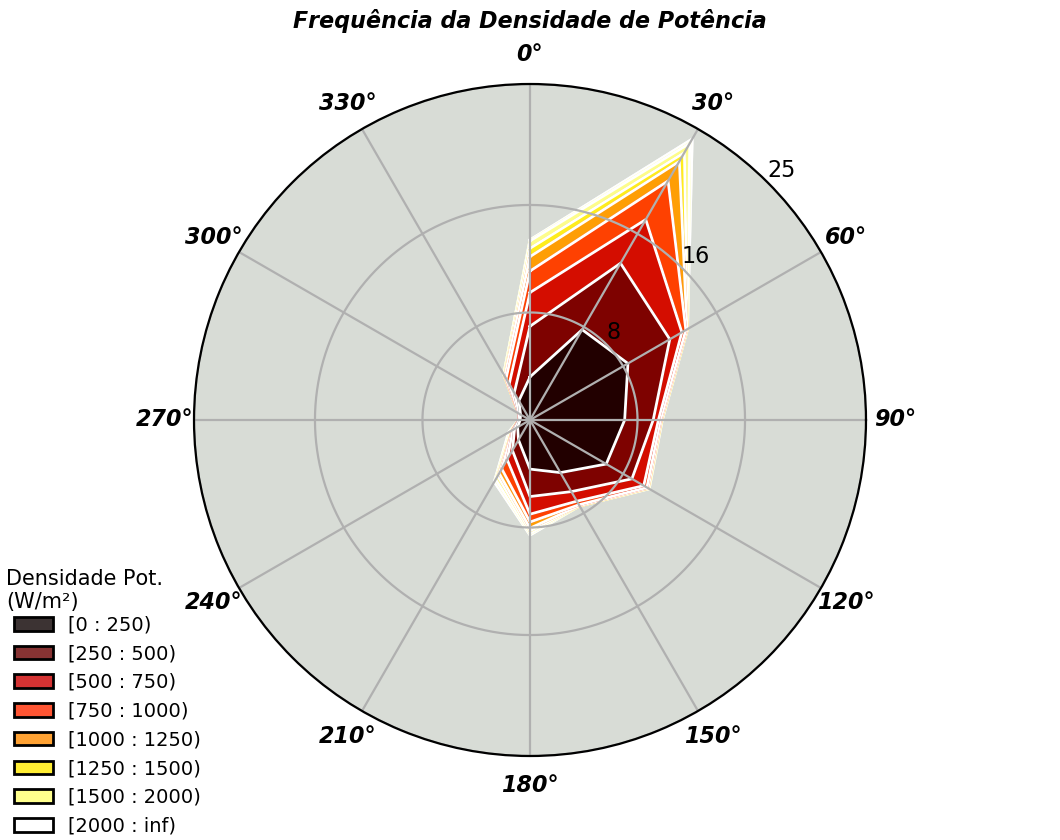 Frequência da Densidade de Potência
0°
330°
30°
25
300°
60°
16
8
270°
90°
240°
120°
210°
150°
180°
Densidade Pot.
(W/m²)
[0 : 250)
[250 : 500)
[500 : 750)
[750 : 1000)
[1000 : 1250)
[1250 : 1500)
[1500 : 2000)
[2000 : inf)